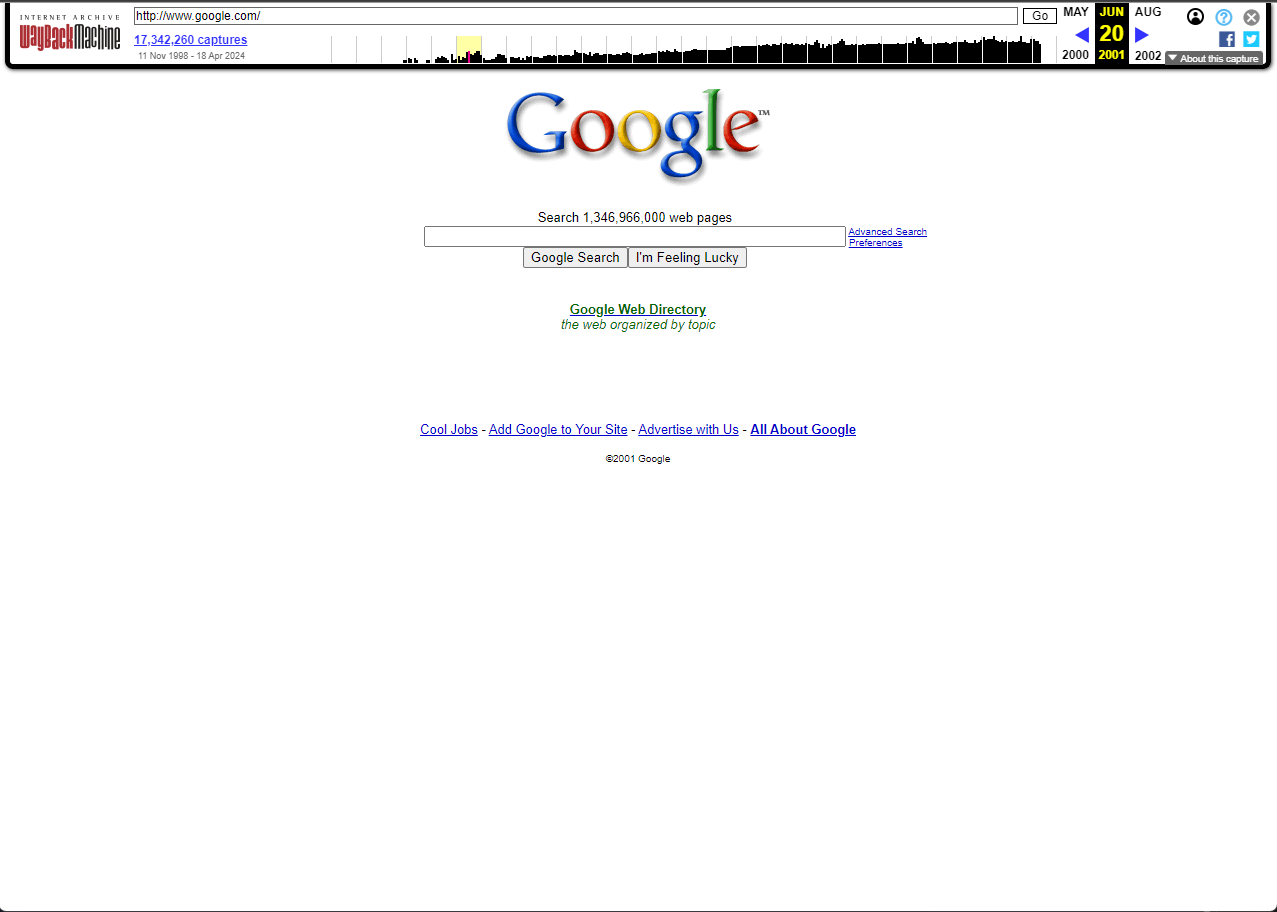 INTERNET ARCHIVE
WayBackMachine
http://www.google.com/
Go
17,342,260 captures
11 Nov 1998 - 18 Apr 2024
MAY JUN AUG
20
2000 2001 2002
About this capture
Google™
Search 1,346,966,000 web pages
Advanced Search
Preferences
Google Search I'm Feeling Lucky
Google Web Directory
the web organized by topic
Cool Jobs - Add Google to Your Site - Advertise with Us - All About Google
©2001 Google